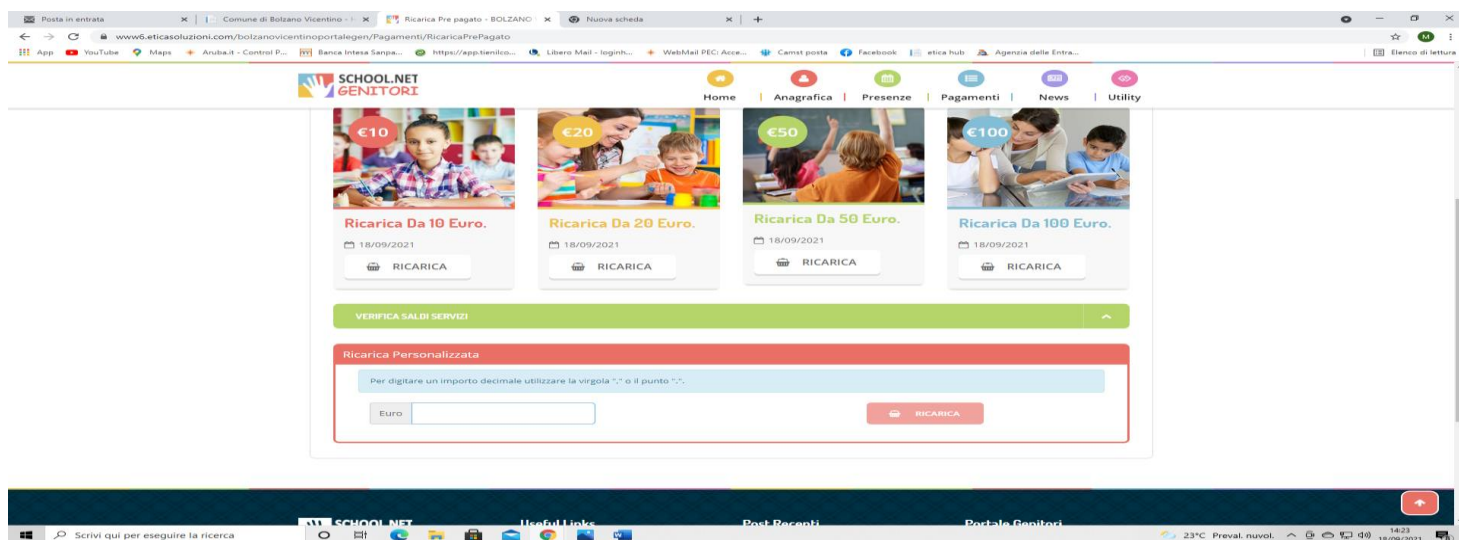 Posta in entrata
Comune di Bolzano Vicentino -
Ricarica Pre pagato - BOLZANO
Nuova scheda
www6.eticasoluzioni.com/bolzanovicentinoportalegen/Pagamenti/RicaricaPrePagato
M
App YouTube Maps Aruba.it - Control P... Banca Intesa Sanpa... https://app.tienilco... Libero Mail - loginh... WebMail PEC: Acce... Camst posta Facebook etica hub Agenzia delle Entra... Elenco di lettura
SCHOOL.NET
GENITORI
Home Anagrafica Presenze Pagamenti News Utility
€10 €20 €50 €100
Ricarica Da 10 Euro. Ricarica Da 20 Euro. Ricarica Da 50 Euro. Ricarica Da 100 Euro.
18/09/2021 18/09/2021 18/09/2021 18/09/2021
RICARICA RICARICA RICARICA RICARICA
VERIFICA SALDI SERVIZI
Ricarica Personalizzata
Per digitare un importo decimale utilizzare la virgola "," o il punto ".".
Euro
RICARICA
SCHOOL.NET Useful Links Post Recenti Portale Genitori
Scrivi qui per eseguire la ricerca
23°C Preval. nuvol.
14:23
18/09/2021